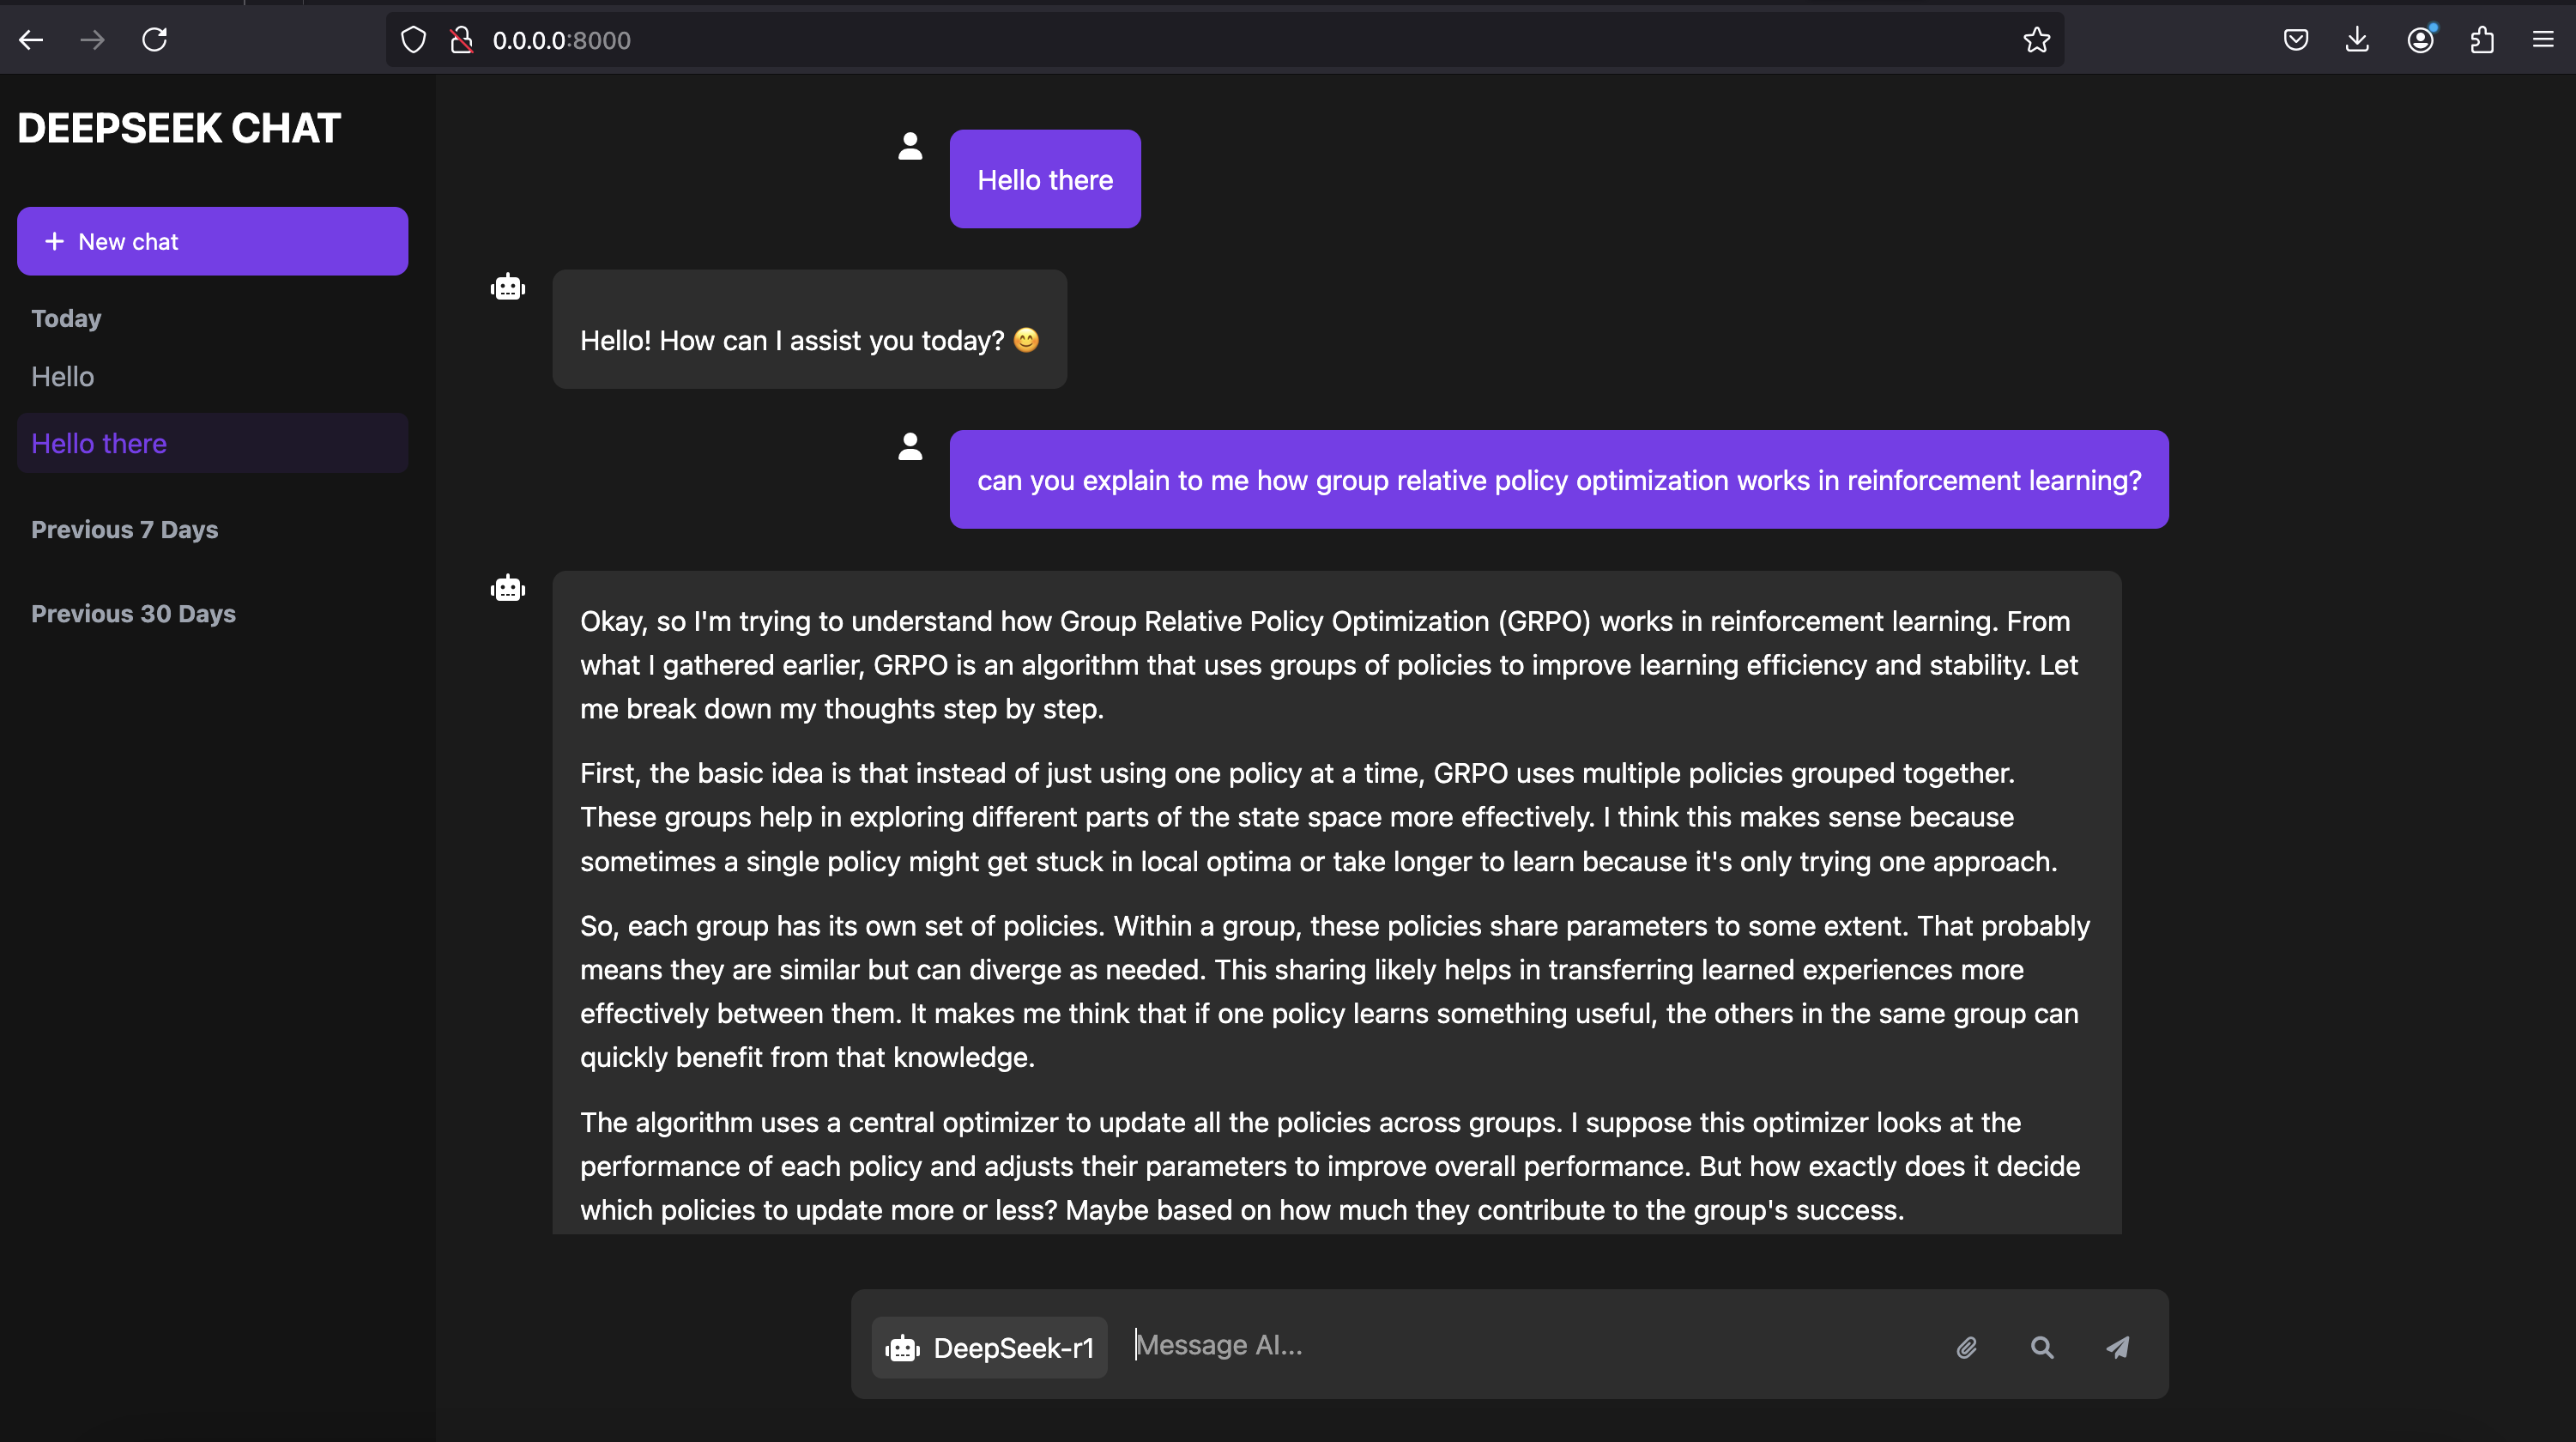 0.0.0.0:8000
DEEPSEEK CHAT
+ New chat
Today
Hello
Hello there
Previous 7 Days
Previous 30 Days
Hello there
Hello! How can I assist you today? 😊
can you explain to me how group relative policy optimization works in reinforcement learning?
Okay, so I'm trying to understand how Group Relative Policy Optimization (GRPO) works in reinforcement learning. From
what I gathered earlier, GRPO is an algorithm that uses groups of policies to improve learning efficiency and stability. Let
me break down my thoughts step by step.
First, the basic idea is that instead of just using one policy at a time, GRPO uses multiple policies grouped together.
These groups help in exploring different parts of the state space more effectively. I think this makes sense because
sometimes a single policy might get stuck in local optima or take longer to learn because it's only trying one approach.
So, each group has its own set of policies. Within a group, these policies share parameters to some extent. That probably
means they are similar but can diverge as needed. This sharing likely helps in transferring learned experiences more
effectively between them. It makes me think that if one policy learns something useful, the others in the same group can
quickly benefit from that knowledge.
The algorithm uses a central optimizer to update all the policies across groups. I suppose this optimizer looks at the
performance of each policy and adjusts their parameters to improve overall performance. But how exactly does it decide
which policies to update more or less? Maybe based on how much they contribute to the group's success.
DeepSeek-r1
Message AI...